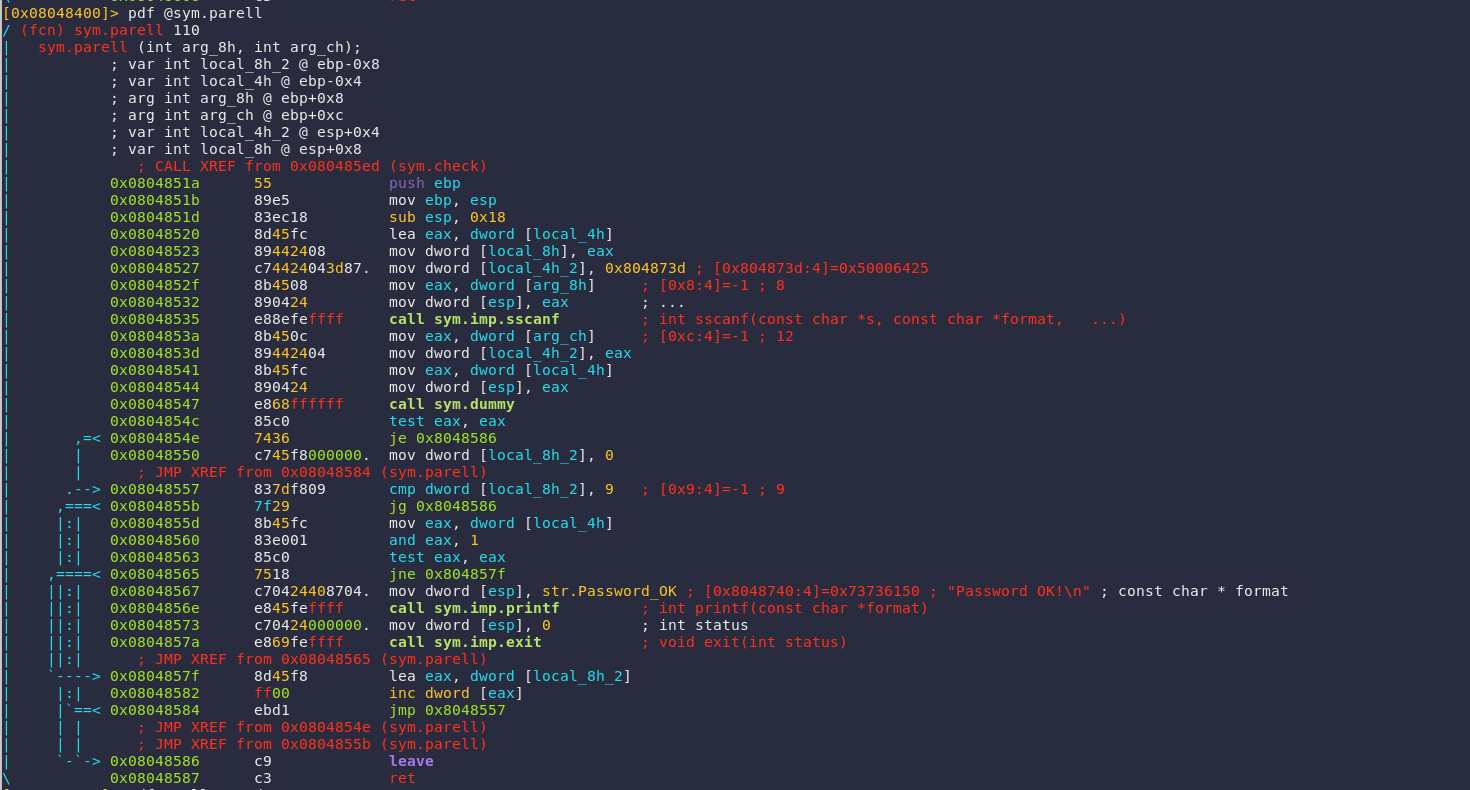 [0x08048400]> pdf @sym.parell
/ (fcn) sym.parell 110
|   sym.parell (int arg_8h, int arg_ch);
|           ; var int local_8h_2 @ ebp-0x8
|           ; var int local_4h @ ebp-0x4
|           ; arg int arg_8h @ ebp+0x8
|           ; arg int arg_ch @ ebp+0xc
|           ; var int local_4h_2 @ esp+0x4
|           ; var int local_8h @ esp+0x8
|              ; CALL XREF from 0x080485ed (sym.check)
|           0x0804851a      55             push ebp
|           0x0804851b      89e5           mov ebp, esp
|           0x0804851d      83ec18         sub esp, 0x18
|           0x08048520      8d45fc         lea eax, dword [local_4h]
|           0x08048523      89442408       mov dword [local_8h], eax
|           0x08048527      c74424043d87.  mov dword [local_4h_2], 0x804873d ; [0x804873d:4]=0x50006425
|           0x0804852f      8b4508         mov eax, dword [arg_8h]     ; [0x8:4]=-1 ; 8
|           0x08048532      890424         mov dword [esp], eax        ; ...
|           0x08048535      e88efeffff     call sym.imp.sscanf         ; int sscanf(const char *s, const char *format,   ...)
|           0x0804853a      8b450c         mov eax, dword [arg_ch]     ; [0xc:4]=-1 ; 12
|           0x0804853d      89442404       mov dword [local_4h_2], eax
|           0x08048541      8b45fc         mov eax, dword [local_4h]
|           0x08048544      890424         mov dword [esp], eax
|           0x08048547      e868ffffff     call sym.dummy
|           0x0804854c      85c0           test eax, eax
|       ,=< 0x0804854e      7436           je 0x8048586
|       |   0x08048550      c745f8000000.  mov dword [local_8h_2], 0
|       |      ; JMP XREF from 0x08048584 (sym.parell)
|      .--> 0x08048557      837df809       cmp dword [local_8h_2], 9   ; [0x9:4]=-1 ; 9
|     ,===< 0x0804855b      7f29           jg 0x8048586
|     |:|   0x0804855d      8b45fc         mov eax, dword [local_4h]
|     |:|   0x08048560      83e001         and eax, 1
|     |:|   0x08048563      85c0           test eax, eax
|    ,====< 0x08048565      7518           jne 0x804857f
|    ||:|   0x08048567      c70424408704.  mov dword [esp], str.Password_OK ; [0x8048740:4]=0x73736150 ; "Password OK!\n" ; const char * format
|    ||:|   0x0804856e      e845feffff     call sym.imp.printf         ; int printf(const char *format)
|    ||:|   0x08048573      c70424000000.  mov dword [esp], 0          ; int status
|    ||:|   0x0804857a      e869feffff     call sym.imp.exit           ; void exit(int status)
|    ||:|      ; JMP XREF from 0x08048565 (sym.parell)
|    `----> 0x0804857f      8d45f8         lea eax, dword [local_8h_2]
|     |:|   0x08048582      ff00           inc dword [eax]
|     |`==< 0x08048584      ebd1           jmp 0x8048557
|     | |      ; JMP XREF from 0x0804854e (sym.parell)
|     | |      ; JMP XREF from 0x0804855b (sym.parell)
|     `-`-> 0x08048586      c9             leave
\           0x08048587      c3             ret